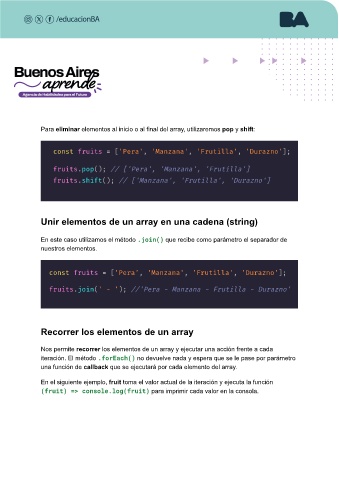 /educacionBA
BA
Buenos Aires
aprende
Agencia de Habilidades para el Futuro
Para eliminar elementos al inicio o al final del array, utilizaremos pop y shift:
const fruits = ['Pera', 'Manzana', 'Frutilla', 'Durazno'];
fruits.pop(); // ['Pera', 'Manzana', 'Frutilla']
fruits.shift(); // ['Manzana', 'Frutilla', 'Durazno']
Unir elementos de un array en una cadena (string)
En este caso utilizamos el método .join() que recibe como parámetro el separador de
nuestros elementos.
const fruits = ['Pera', 'Manzana', 'Frutilla', 'Durazno'];
fruits.join(' - '); //'Pera - Manzana - Frutilla - Durazno'
Recorrer los elementos de un array
Nos permite recorrer los elementos de un array y ejecutar una acción frente a cada
iteración. El método .forEach() no devuelve nada y espera que se le pase por parámetro
una función de callback que se ejecutará por cada elemento del array.
En el siguiente ejemplo, fruit toma el valor actual de la iteración y ejecuta la función
(fruit) => console.log(fruit) para imprimir cada valor en la consola.